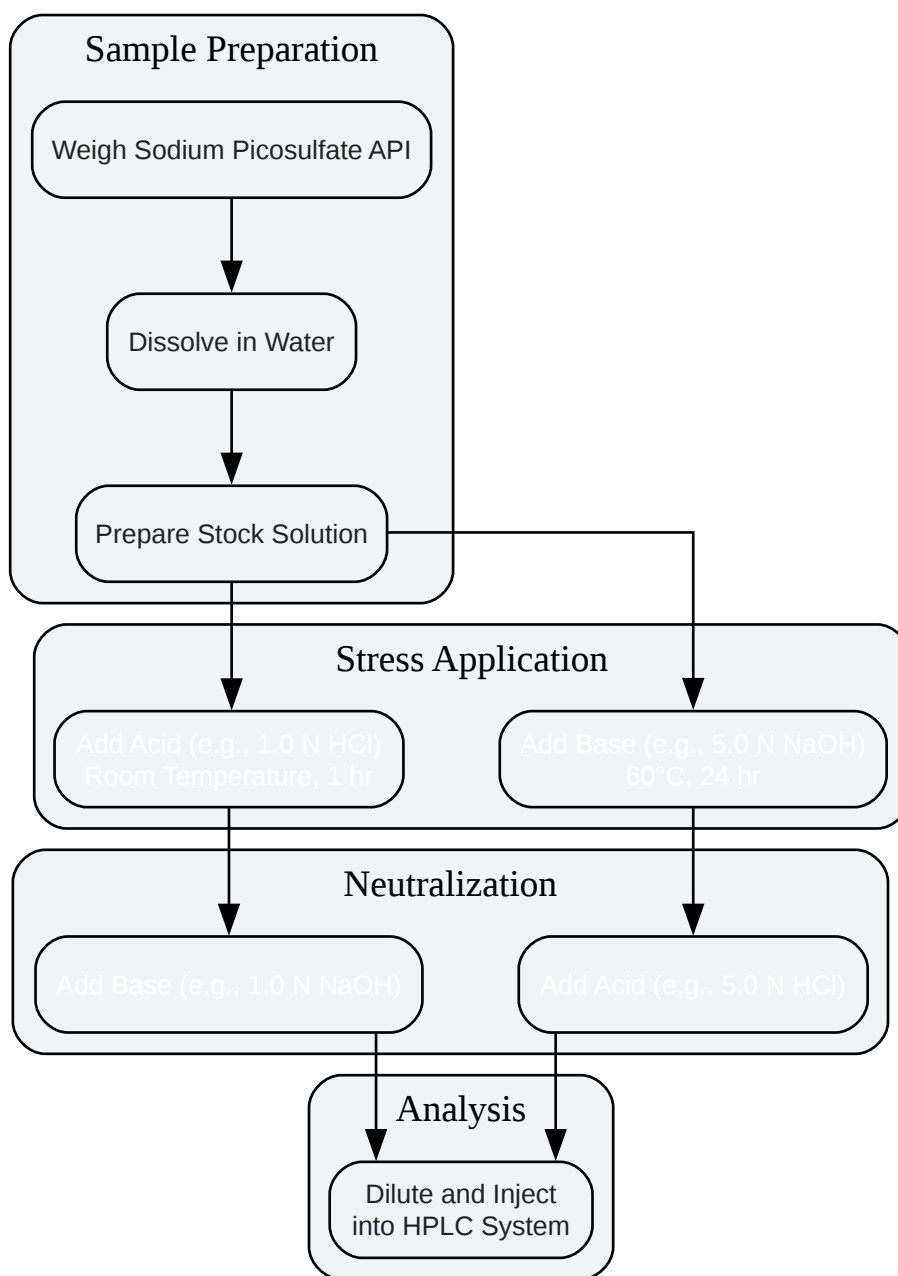 Sample Preparation
Weigh Sodium Picosulfate API
Dissolve in Water
Prepare Stock Solution
Stress Application
Add Acid (e.g., 1.0 N HCl)
Room Temperature, 1 hr
Add Base (e.g., 5.0 N NaOH)
60°C, 24 hr
Neutralization
Add Base (e.g., 1.0 N NaOH)
Add Acid (e.g., 5.0 N HCl)
Analysis
Dilute and Inject
into HPLC System